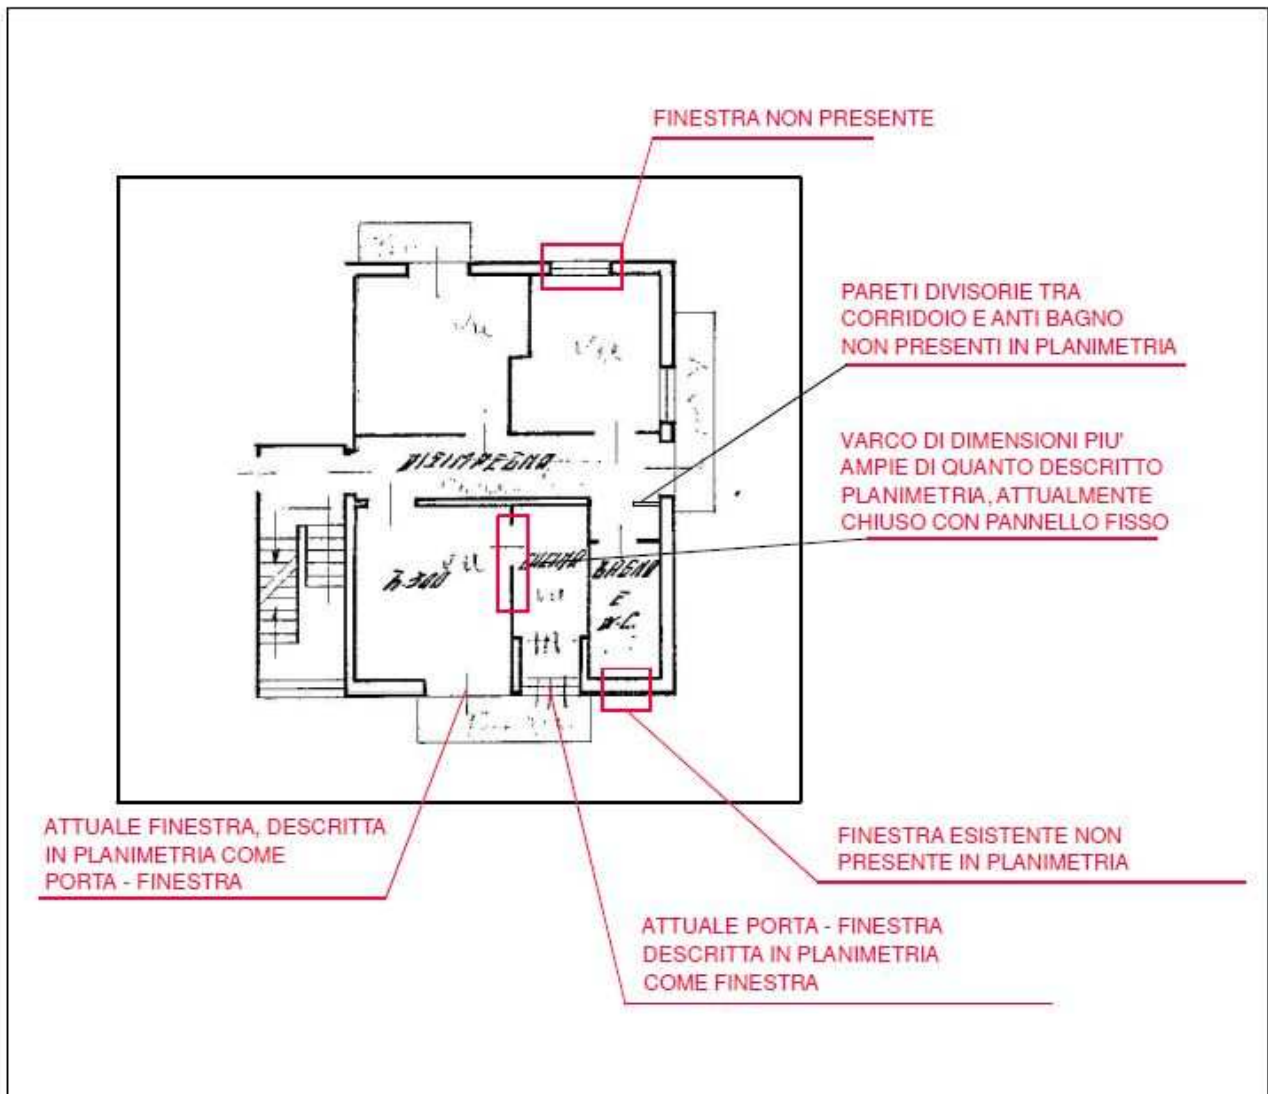 FINESTRA NON PRESENTE
PARETI DIVISORIE TRA
CORRIDOIO E ANTI BAGNO
NON PRESENTI IN PLANIMETRIA
VARCO DI DIMENSIONI PIU'
AMPIE DI QUANTO DESCRITTO
PLANIMETRIA, ATTUALMENTE
CHIUSO CON PANNELLO FISSO
DISIMPEGNO
H=300
CUCINA
BAGNO
E
W.C.
ATTUALE FINESTRA, DESCRITTA
IN PLANIMETRIA COME
PORTA - FINESTRA
FINESTRA ESISTENTE NON
PRESENTE IN PLANIMETRIA
ATTUALE PORTA - FINESTRA
DESCRITTA IN PLANIMETRIA
COME FINESTRA